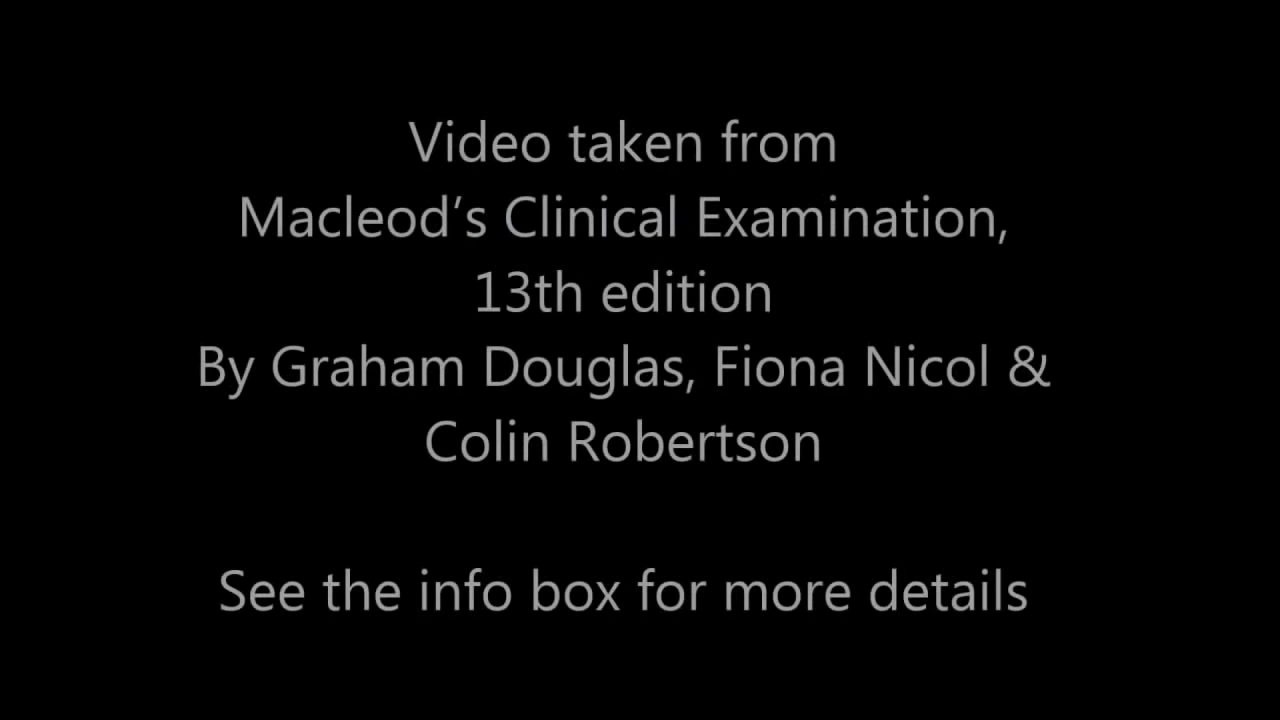 Video taken from
Macleod’s Clinical Examination,
13th edition
By Graham Douglas, Fiona Nicol &
Colin Robertson
See the info box for more details